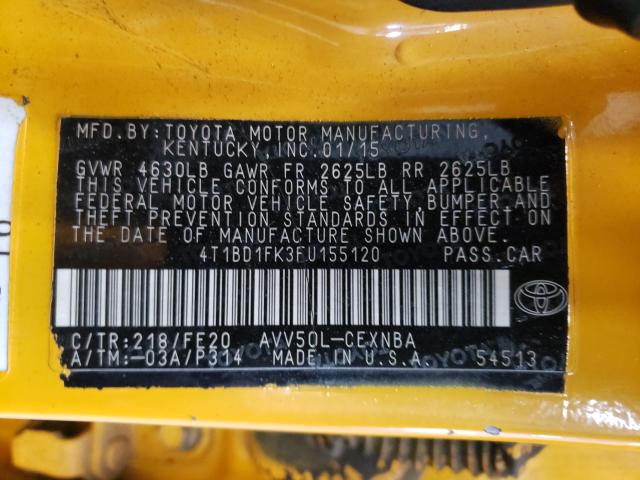 MFD. BY: TOYOTA MOTOR MANUFACTURING,
KENTUCKY, INC. 01/15
GVWR 4630LB GAWR FR 2625LB RR 2625LB
THIS VEHICLE CONFORMS TO ALL APPLICABLE
FEDERAL MOTOR VEHICLE SAFETY, BUMPER, AND
THEFT PREVENTION STANDARDS IN EFFECT ON
THE DATE OF MANUFACTURE SHOWN ABOVE.
4T1BD1FK3FU155120 PASS. CAR
C/TR: 218/FE20 AVV50L-CEXNBA
A/TM: -03A/P314 MADE IN U.S.A. 54513